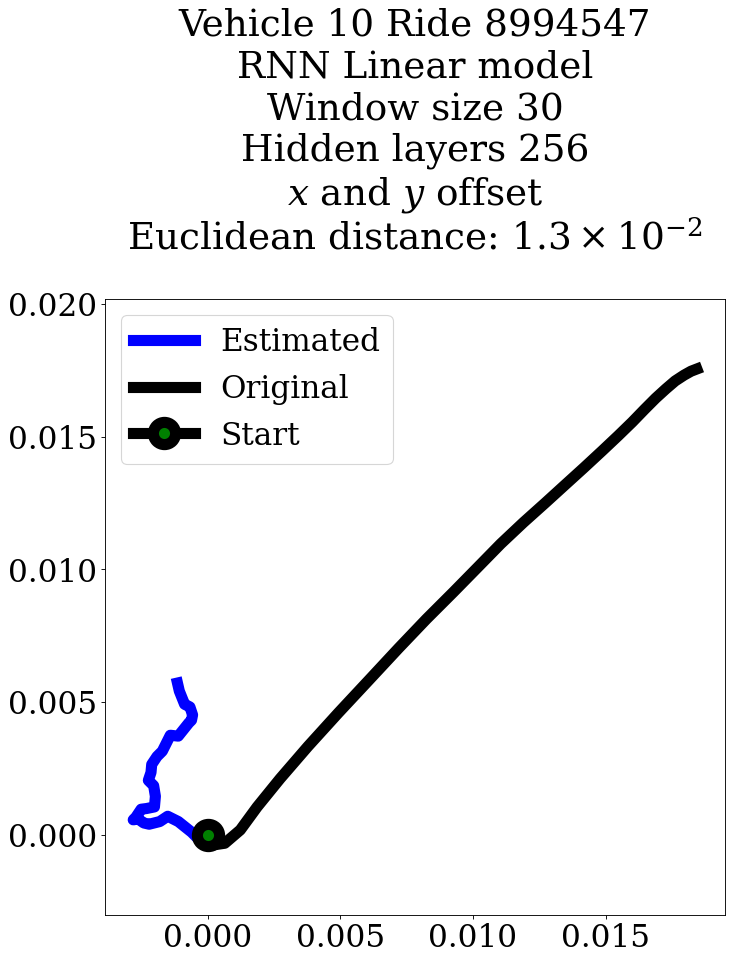 Vehicle 10 Ride 8994547
RNN Linear model
Window size 30
Hidden layers 256
x and y offset
Euclidean distance: 1.3 × 10⁻²
0.020
0.015
0.010
0.005
0.000
Estimated
Original
Start
0.000 0.005 0.010 0.015